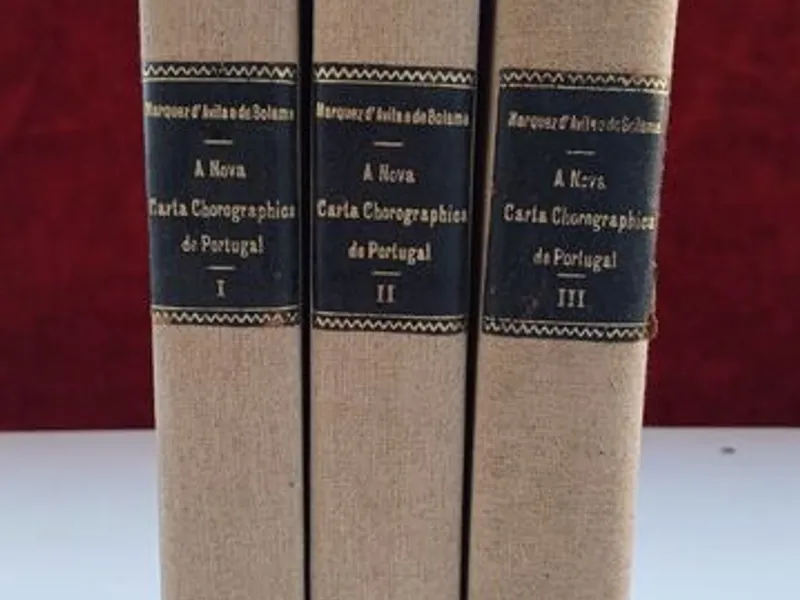 Marquez d'Avila e de Bolama
A Nova
Carta Chorographica
de Portugal
I
Marquez d'Avila e de Bolama
A Nova
Carta Chorographica
de Portugal
II
Marquez d'Avila e de Bolama
A Nova
Carta Chorographica
de Portugal
III